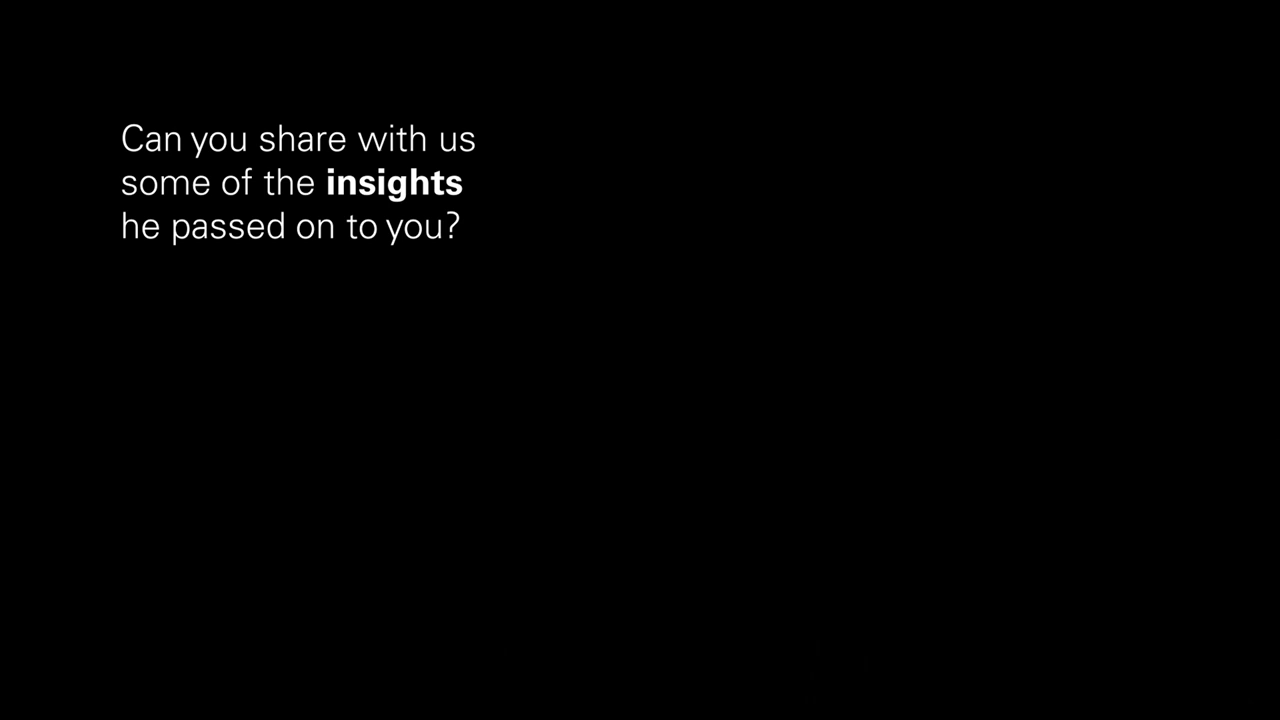 Can you share with us
some of the insights
he passed on to you?